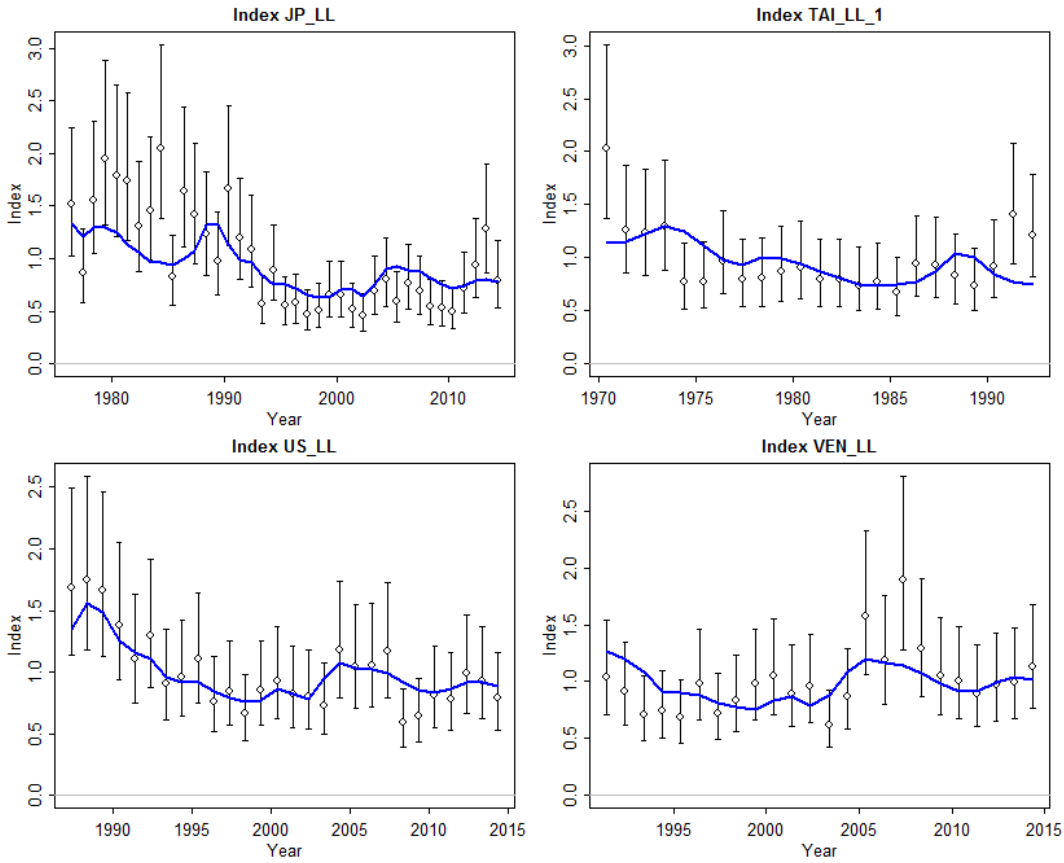 Index JP_LL
Index
0.0 0.5 1.0 1.5 2.0 2.5 3.0
1980 1990 2000 2010
Year
Index TAI_LL_1
Index
0.0 0.5 1.0 1.5 2.0 2.5 3.0
1970 1975 1980 1985 1990
Year
Index US_LL
Index
0.0 0.5 1.0 1.5 2.0 2.5
1990 1995 2000 2005 2010 2015
Year
Index VEN_LL
Index
0.0 0.5 1.0 1.5 2.0 2.5
1995 2000 2005 2010 2015
Year